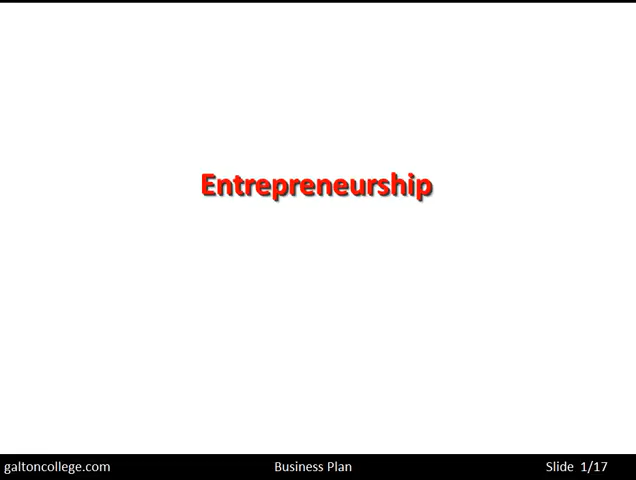 Entrepreneurship
galtoncollege.com
Business Plan
Slide 1/17